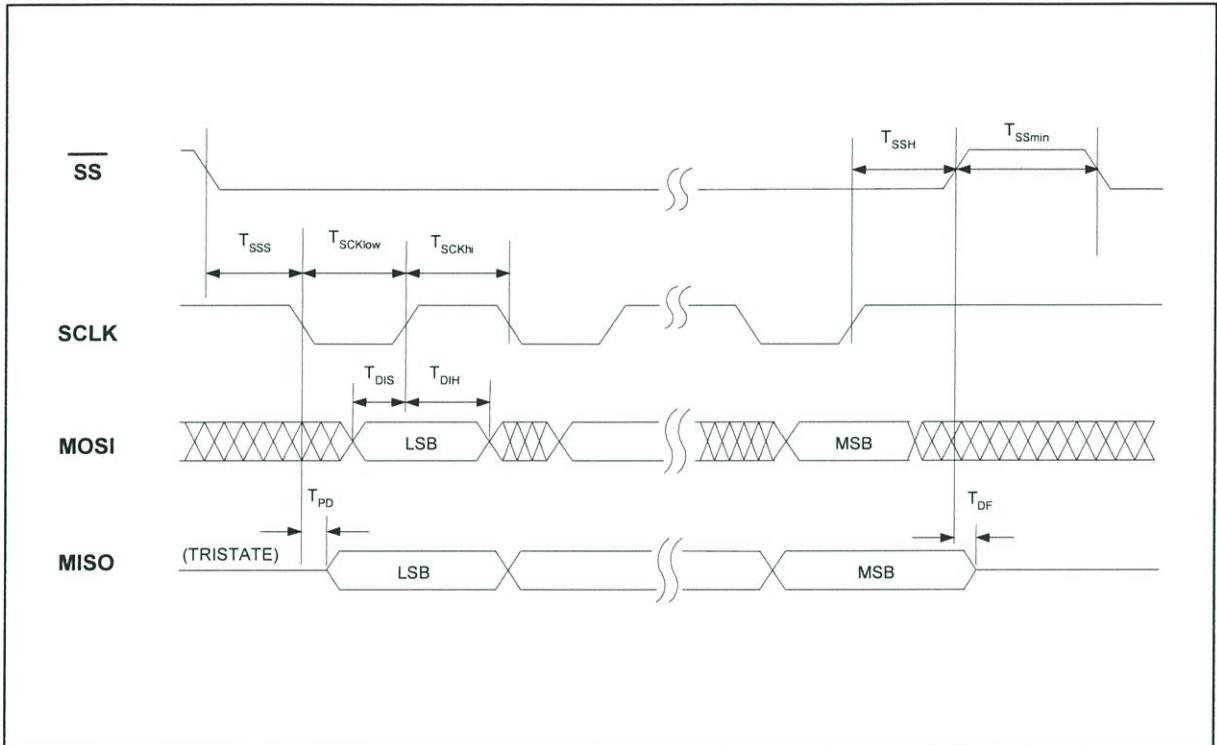 T_SSH T_SSmin
SS
T_SSS T_SCKlow T_SCKhi
SCLK
T_DIS T_DIH
MOSI LSB MSB
T_PD T_DF
MISO (TRISTATE) LSB MSB